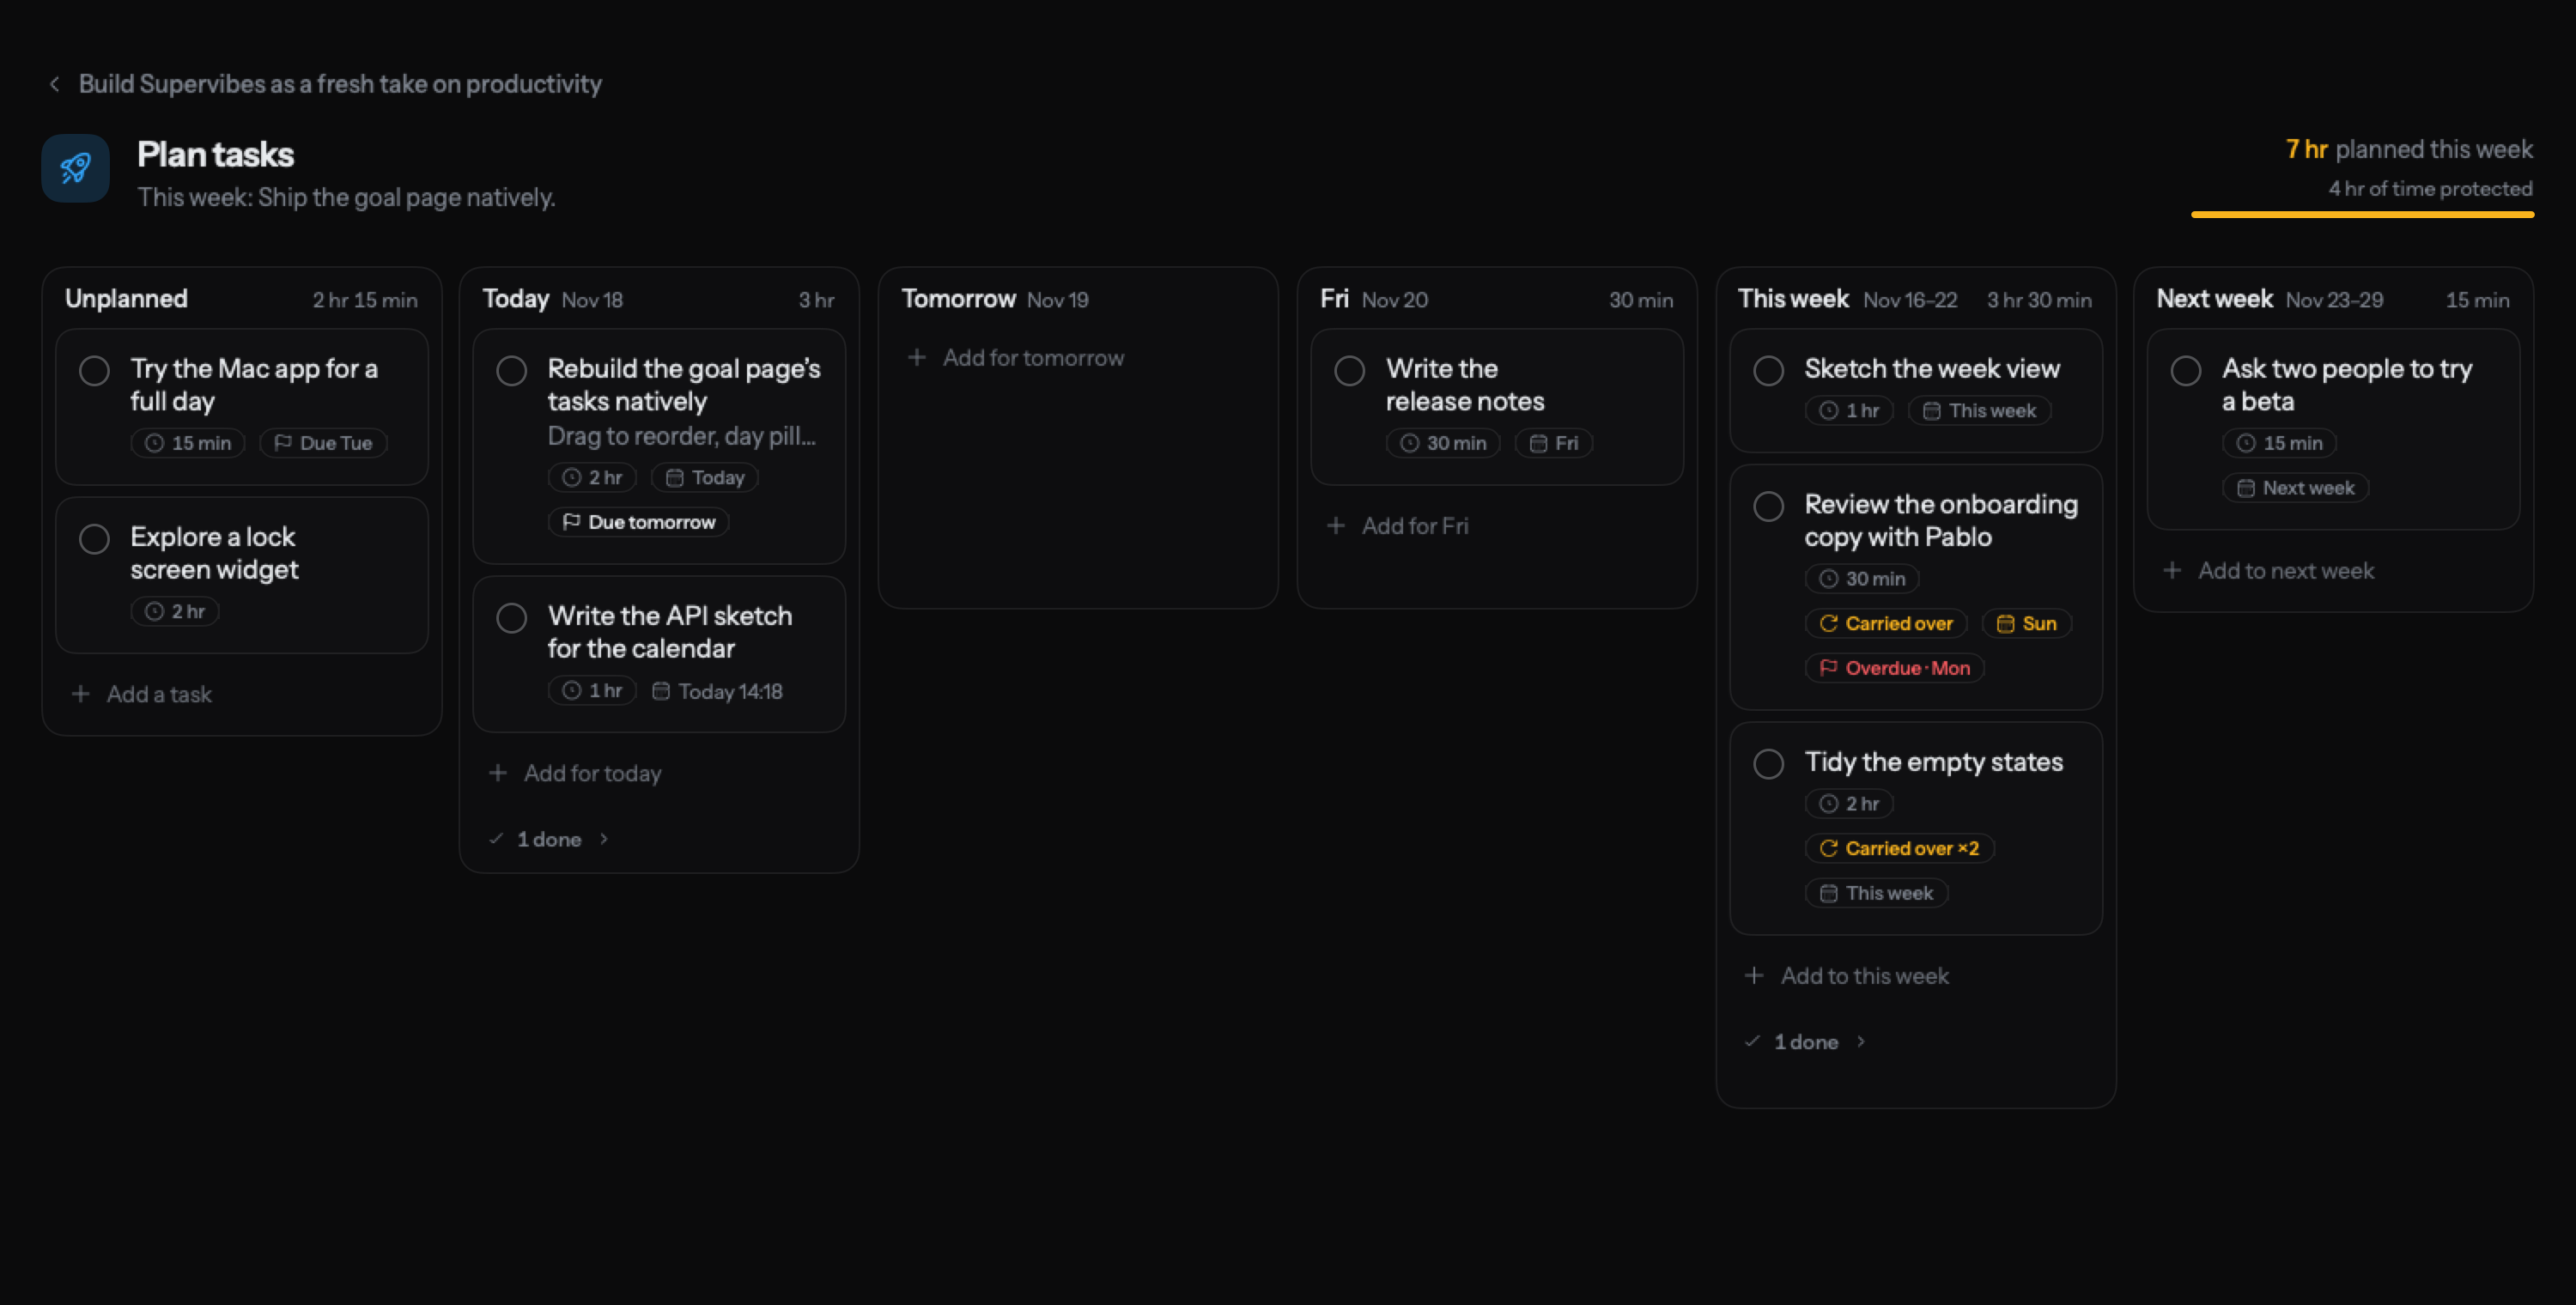 Build Supervibes as a fresh take on productivity
Plan tasks
This week: Ship the goal page natively.
7 hr planned this week
4 hr of time protected
Unplanned 2 hr 15 min
Try the Mac app for a
full day
15 min Due Tue
Explore a lock
screen widget
2 hr
+ Add a task
Today Nov 18 3 hr
Rebuild the goal page’s
tasks natively
Drag to reorder, day pill...
2 hr Today
Due tomorrow
Write the API sketch
for the calendar
1 hr Today 14:18
+ Add for today
1 done
Tomorrow Nov 19
+ Add for tomorrow
Fri Nov 20 30 min
Write the
release notes
30 min Fri
+ Add for Fri
This week Nov 16–22 3 hr 30 min
Sketch the week view
1 hr This week
Review the onboarding
copy with Pablo
30 min
Carried over Sun
Overdue · Mon
Tidy the empty states
2 hr
Carried over ×2
This week
+ Add to this week
1 done
Next week Nov 23–29 15 min
Ask two people to try
a beta
15 min
Next week
+ Add to next week